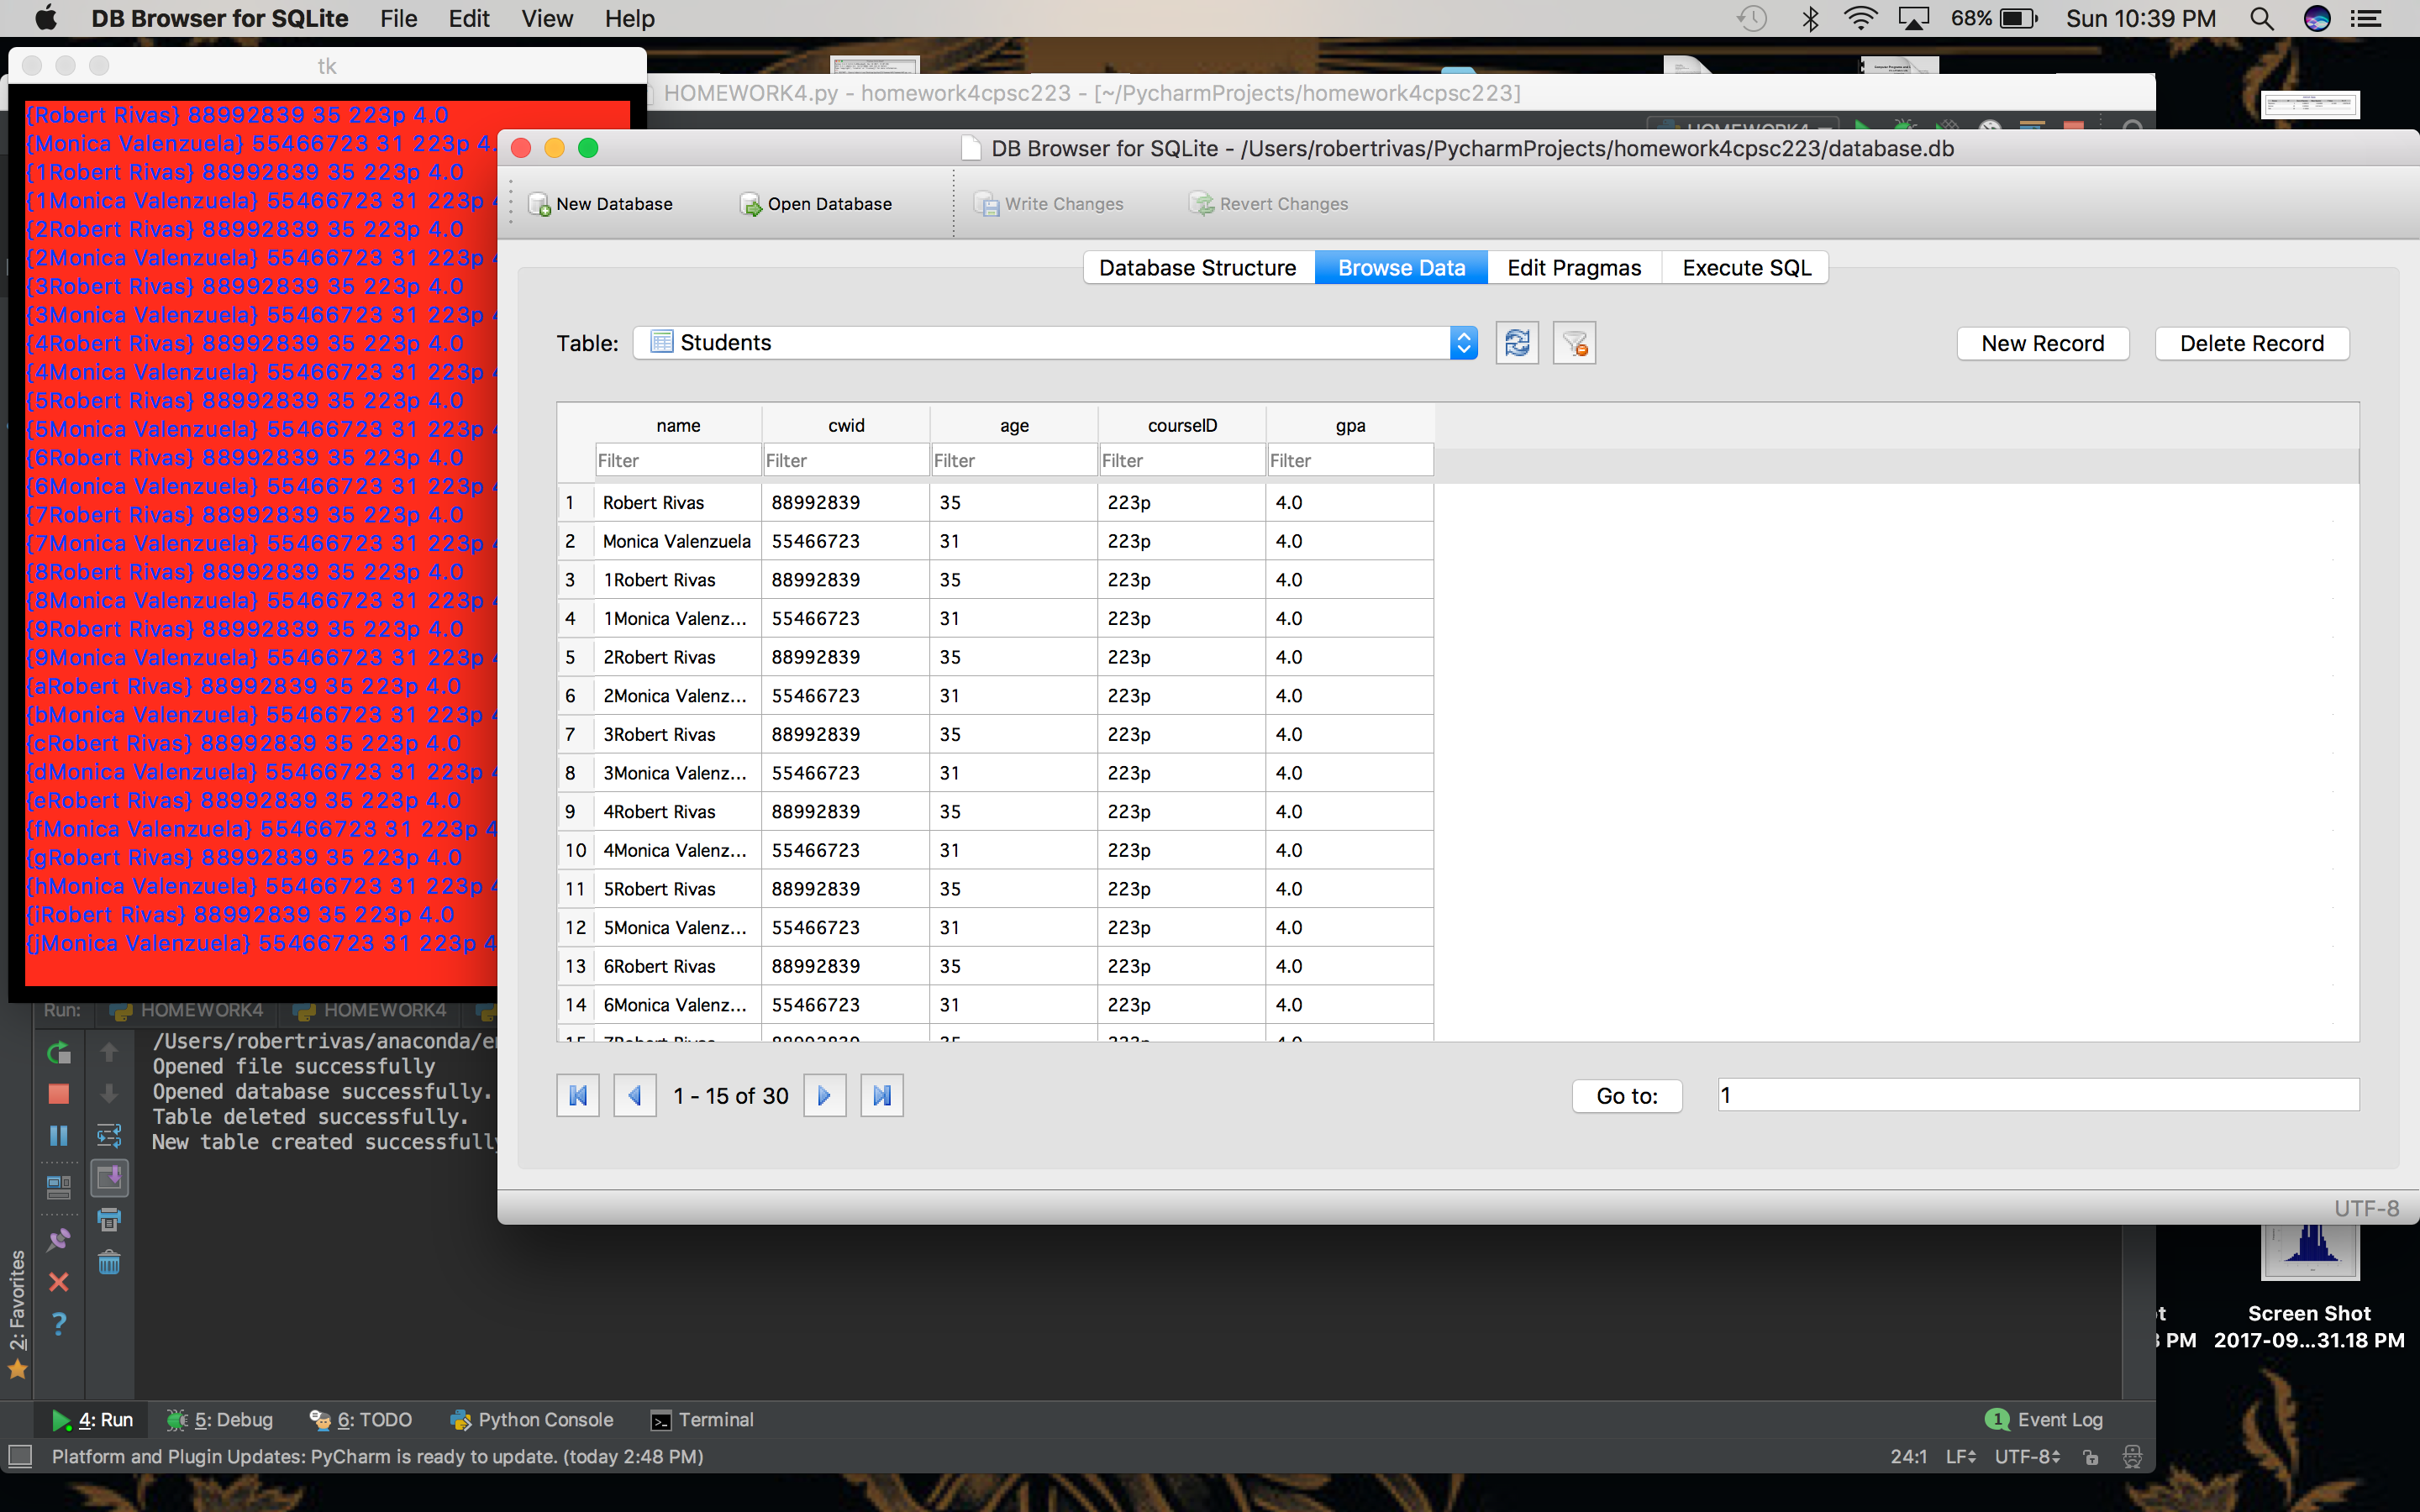 DB Browser for SQLite File Edit View Help 68% Sun 10:39 PM
tk
{Robert Rivas} 88992839 35 223p 4.0
{Monica Valenzuela} 55466723 31 223p 4.
{1Robert Rivas} 88992839 35 223p 4.0
{1Monica Valenzuela} 55466723 31 223p
{2Robert Rivas} 88992839 35 223p 4.0
{2Monica Valenzuela} 55466723 31 223p
{3Robert Rivas} 88992839 35 223p 4.0
{3Monica Valenzuela} 55466723 31 223p
{4Robert Rivas} 88992839 35 223p 4.0
{4Monica Valenzuela} 55466723 31 223p
{5Robert Rivas} 88992839 35 223p 4.0
{5Monica Valenzuela} 55466723 31 223p
{6Robert Rivas} 88992839 35 223p 4.0
{6Monica Valenzuela} 55466723 31 223p
{7Robert Rivas} 88992839 35 223p 4.0
{7Monica Valenzuela} 55466723 31 223p
{8Robert Rivas} 88992839 35 223p 4.0
{8Monica Valenzuela} 55466723 31 223p
{9Robert Rivas} 88992839 35 223p 4.0
{9Monica Valenzuela} 55466723 31 223p
{aRobert Rivas} 88992839 35 223p 4.0
{bMonica Valenzuela} 55466723 31 223p
{cRobert Rivas} 88992839 35 223p 4.0
{dMonica Valenzuela} 55466723 31 223p
{eRobert Rivas} 88992839 35 223p 4.0
{fMonica Valenzuela} 55466723 31 223p 4
{gRobert Rivas} 88992839 35 223p 4.0
{hMonica Valenzuela} 55466723 31 223p
{iRobert Rivas} 88992839 35 223p 4.0
{jMonica Valenzuela} 55466723 31 223p 4
HOMEWORK4.py - homework4cpsc223 - [~/PycharmProjects/homework4cpsc223]
HOMEWORK4
DB Browser for SQLite - /Users/robertrivas/PycharmProjects/homework4cpsc223/database.db
New Database Open Database Write Changes Revert Changes
Database Structure Browse Data Edit Pragmas Execute SQL
Table: Students New Record Delete Record
name cwid age courseID gpa
Filter Filter Filter Filter Filter
1 Robert Rivas 88992839 35 223p 4.0
2 Monica Valenzuela 55466723 31 223p 4.0
3 1Robert Rivas 88992839 35 223p 4.0
4 1Monica Valenz... 55466723 31 223p 4.0
5 2Robert Rivas 88992839 35 223p 4.0
6 2Monica Valenz... 55466723 31 223p 4.0
7 3Robert Rivas 88992839 35 223p 4.0
8 3Monica Valenz... 55466723 31 223p 4.0
9 4Robert Rivas 88992839 35 223p 4.0
10 4Monica Valenz... 55466723 31 223p 4.0
11 5Robert Rivas 88992839 35 223p 4.0
12 5Monica Valenz... 55466723 31 223p 4.0
13 6Robert Rivas 88992839 35 223p 4.0
14 6Monica Valenz... 55466723 31 223p 4.0
15 7Robert Rivas 88992839 35 223p 4.0
1 - 15 of 30 Go to: 1
UTF-8
Run: HOMEWORK4 HOMEWORK4
/Users/robertrivas/anaconda/e
Opened file successfully
Opened database successfully.
Table deleted successfully.
New table created successfully
2: Favorites
Screen Shot
PM 2017-09...31.18 PM
4: Run 5: Debug 6: TODO Python Console Terminal 1 Event Log
Platform and Plugin Updates: PyCharm is ready to update. (today 2:48 PM) 24:1 LF UTF-8